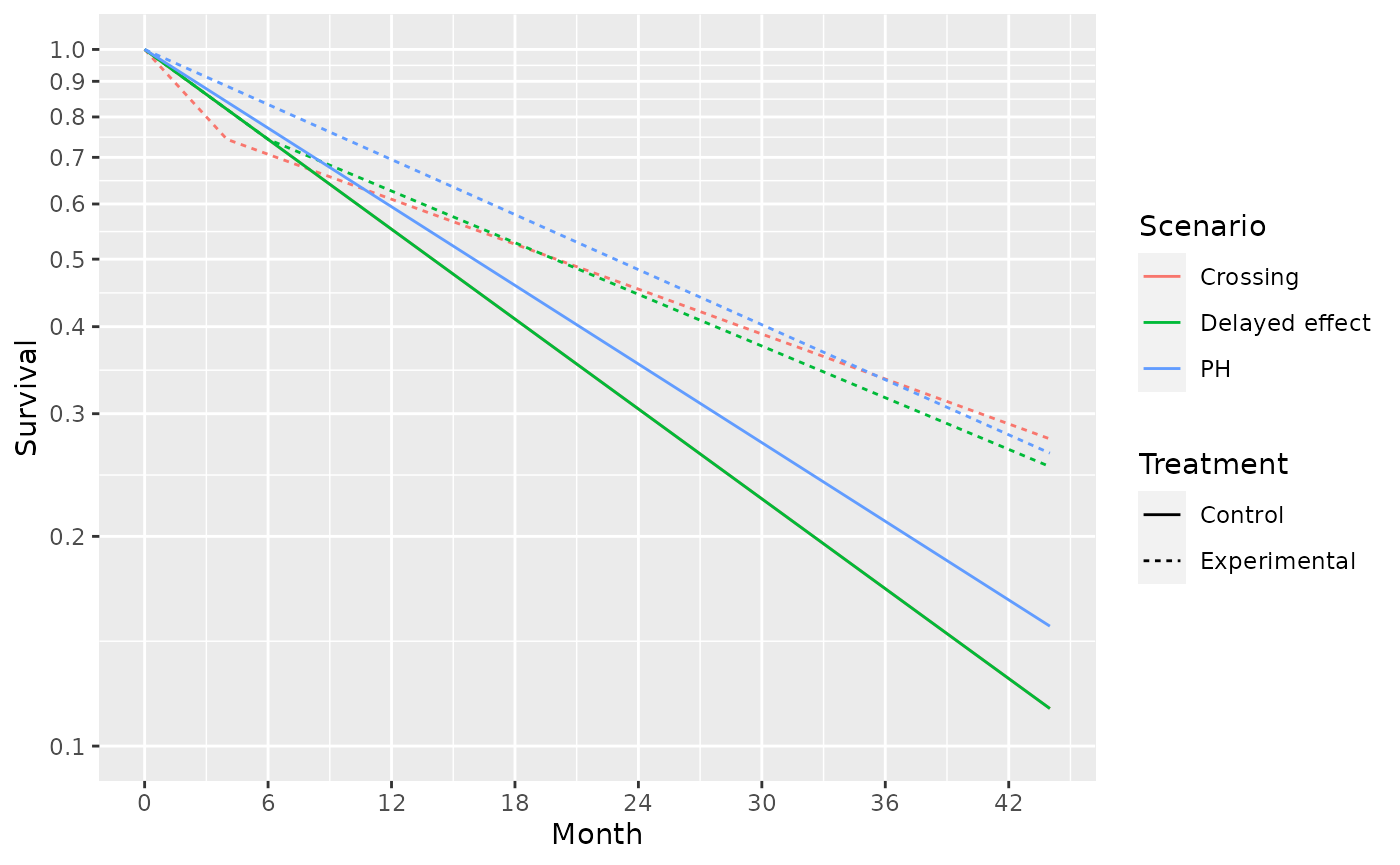 1.0
0.9
0.8
0.7
0.6
0.5
0.4
0.3
0.2
0.1
Survival
0
6
12
18
24
30
36
42
Month
Scenario
Crossing
Delayed effect
PH
Treatment
Control
Experimental